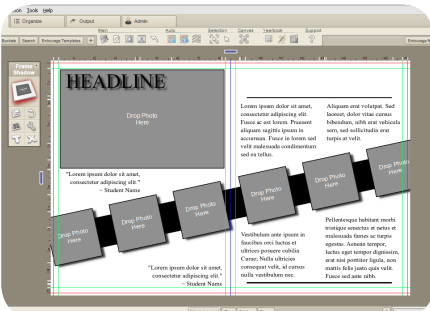 Tools Help
Organize
Output
Admin
Main
Auto
Selection
Canvas
Yearbook
Support
Search
Entourage Templates
Frame
Shadow
HEADLINE
Drop Photo
Here
"Lorem ipsum dolor sit amet,
consectetur adipiscing elit."
~ Student Name
Lorem ipsum dolor sit amet,
consectetur adipiscing elit.
Fusce ac est lorem. Praesent
aliquam sagittis ipsum in
accumsan. Fusce in lorem sed
velit malesuada condimentum
sed eu tellus.
Aliquam erat volutpat. Sed
laoreet, dolor vitae cursus
bibendum, nibh erat vehicula
sem, sed sollicitudin erat
turpis at velit.
Drop Photo
Here
Drop Photo
Here
Drop Photo
Here
Drop Photo
Here
Drop Photo
Here
Drop Photo
Here
"Lorem ipsum dolor sit amet,
consectetur adipiscing elit."
~ Student Name
Vestibulum ante ipsum in
faucibus orci luctus et
ultrices posuere cubilia
Curae; Nulla ultricies
consequat velit, id cursus
nulla vestibulum nec.
Pellentesque habitant morbi
tristique senectus et netus et
malesuada fames ac turpis
egestas. Aenean tempor,
lectus eget tempor dignissim,
erat nisi porttitor ligula, non
mattis felis justo quis velit.
Fusce sed ante nibh.